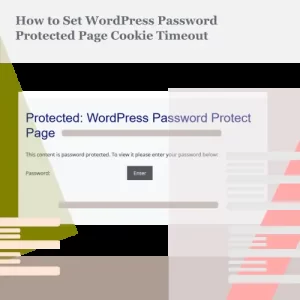 How to Set WordPress Password
Protected Page Cookie Timeout
Protected: WordPress Password Protect
Page
This content is password protected. To view it please enter your password below:
Password:
Enter